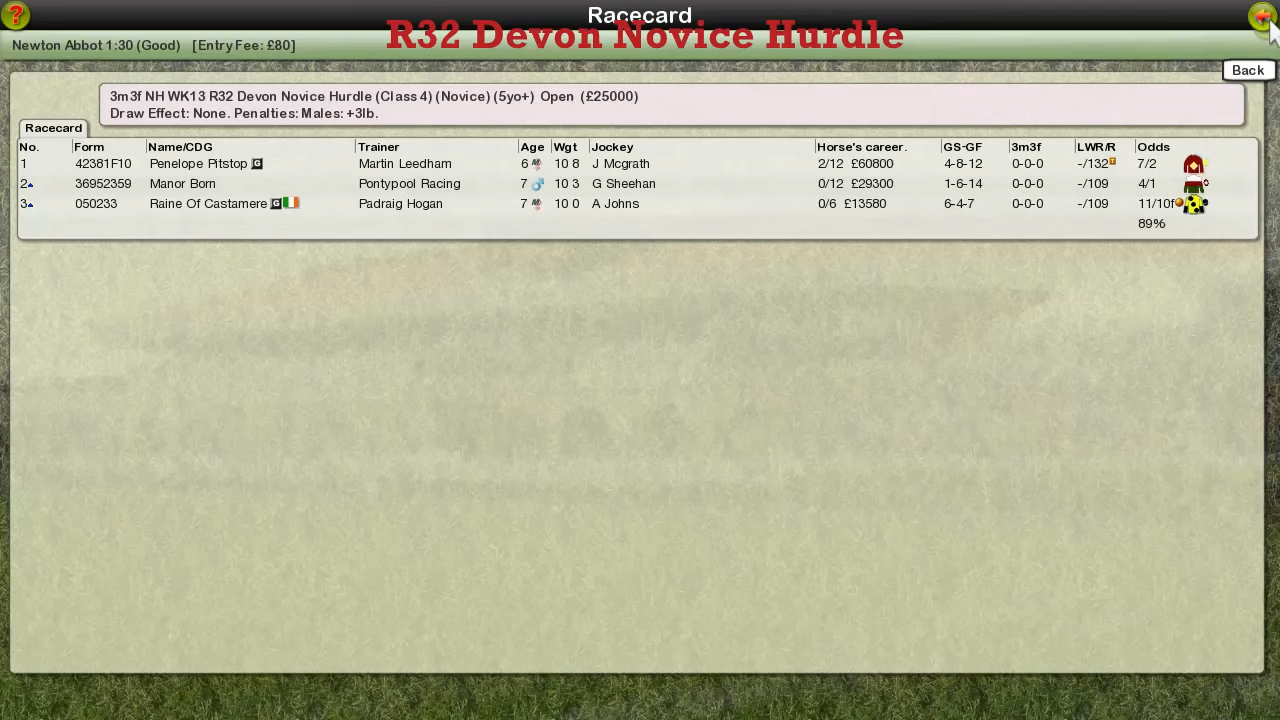 Racecard
R32 Devon Novice Hurdle
Newton Abbot 1:30 (Good) [Entry Fee: £80]
Back
3m3f NH WK13 R32 Devon Novice Hurdle (Class 4) (Novice) (5yo+) Open (£25000)
Draw Effect: None. Penalties: Males: +3lb.
Racecard
No. Form Name/CDG Trainer Age Wgt Jockey Horse's career. GS-GF 3m3f LWR/R Odds
1 42381F10 Penelope Pitstop G Martin Leedham 6 10 8 J Mcgrath 2/12 £60800 4-8-12 0-0-0 -/132 T 7/2
2 36952359 Manor Born Pontypool Racing 7 10 3 G Sheehan 0/12 £29300 1-6-14 0-0-0 -/109 4/1
3 050233 Raine Of Castamere G Padraig Hogan 7 10 0 A Johns 0/6 £13580 6-4-7 0-0-0 -/109 11/10f
89%